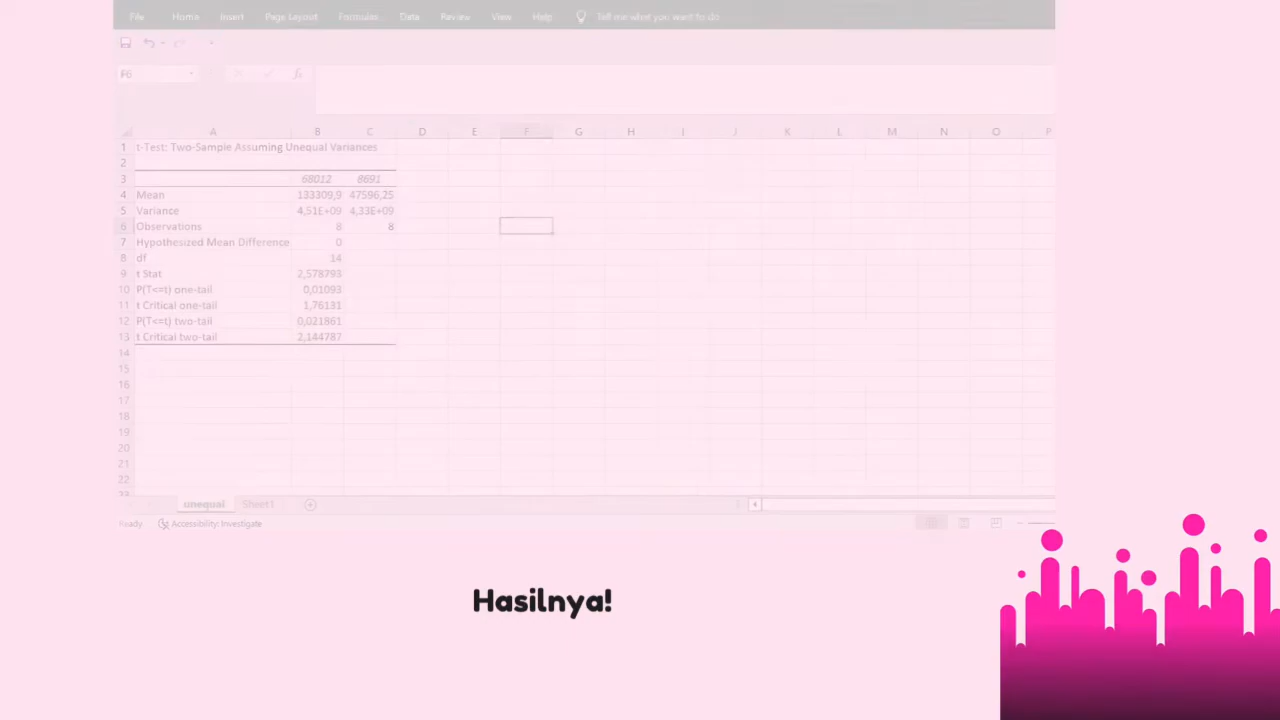 File Home Insert Page Layout Formulas Data Review View Help Tell me what you want to do
F6 fx
A B C D E F G H I J K L M N O P
1 t-Test: Two-Sample Assuming Unequal Variances
2
3 68012 8691
4 Mean 133309,9 47596,25
5 Variance 4,51E+09 4,33E+09
6 Observations 8 8
7 Hypothesized Mean Difference 0
8 df 14
9 t Stat 2,578793
10 P(T<=t) one-tail 0,01093
11 t Critical one-tail 1,76131
12 P(T<=t) two-tail 0,021861
13 t Critical two-tail 2,144787
14
15
16
17
18
19
20
21
22
23
unequal Sheet1
Ready Accessibility: Investigate
Hasilnya!